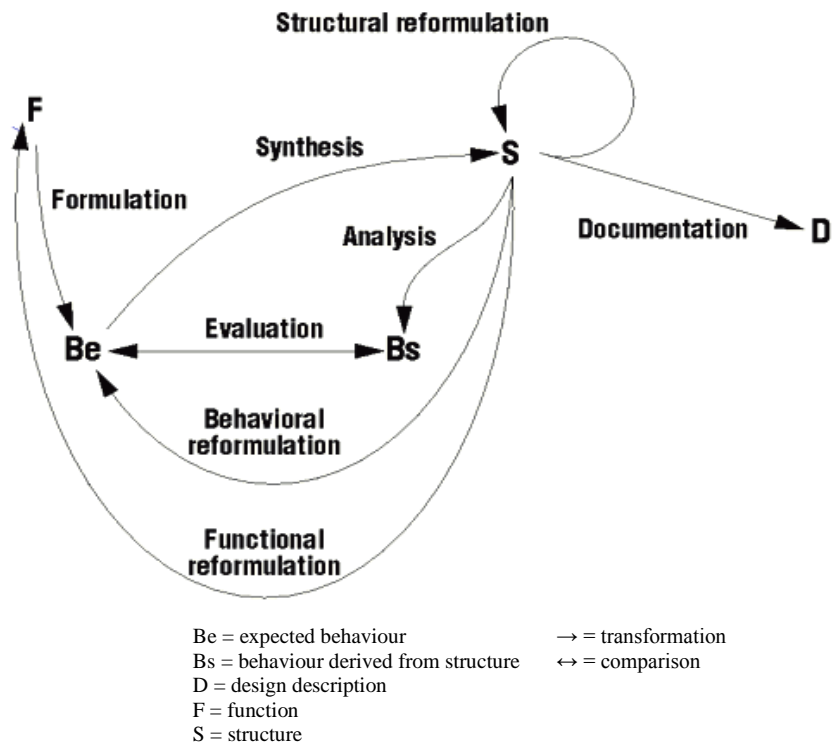 Structural reformulation
F
Synthesis
S
Formulation
Analysis
Documentation
D
Evaluation
Be
Bs
Behavioral
reformulation
Functional
reformulation
Be = expected behaviour → = transformation
Bs = behaviour derived from structure ↔ = comparison
D = design description
F = function
S = structure